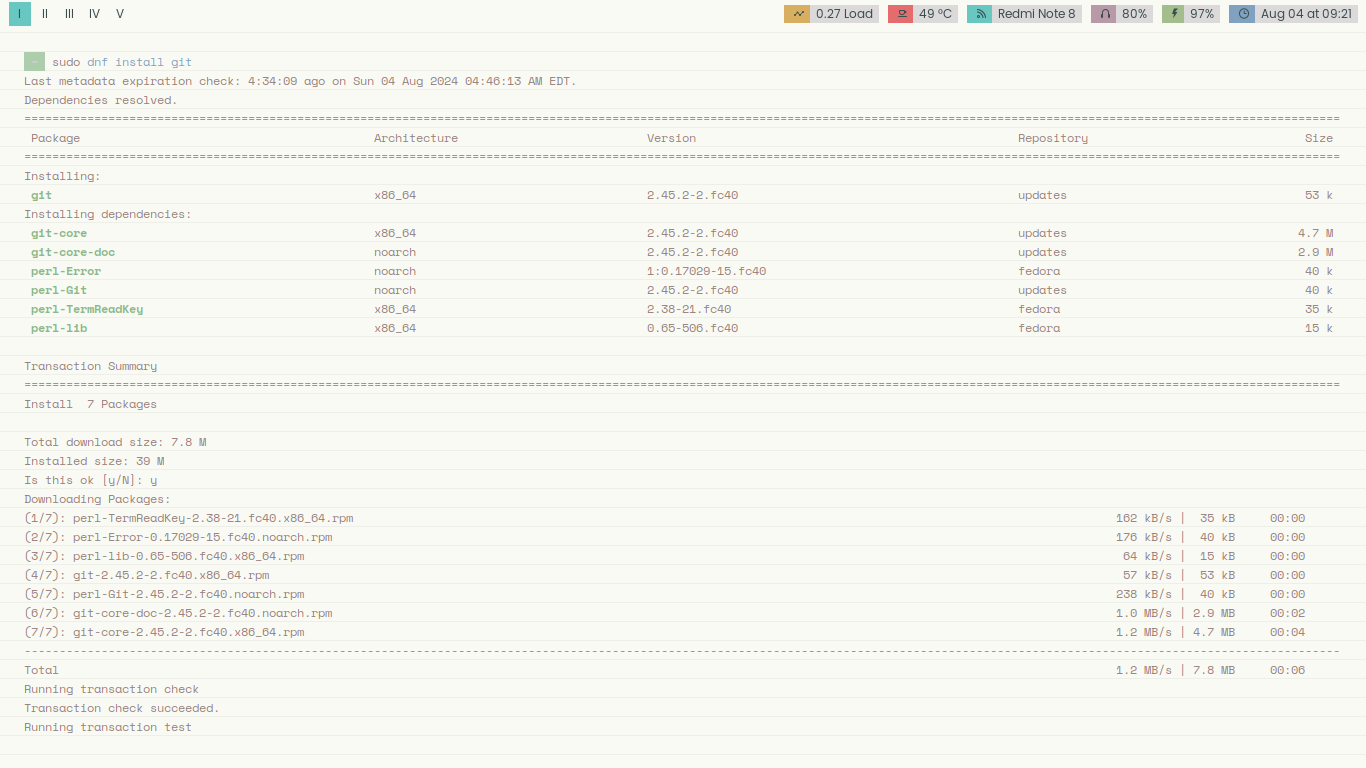 I II III IV V 0.27 Load 49 °C Redmi Note 8 80% 97% Aug 04 at 09:21
~ sudo dnf install git
Last metadata expiration check: 4:34:09 ago on Sun 04 Aug 2024 04:46:13 AM EDT.
Dependencies resolved.
Package Architecture Version Repository Size
Installing:
git x86_64 2.45.2-2.fc40 updates 53 k
Installing dependencies:
git-core x86_64 2.45.2-2.fc40 updates 4.7 M
git-core-doc noarch 2.45.2-2.fc40 updates 2.9 M
perl-Error noarch 1:0.17029-15.fc40 fedora 40 k
perl-Git noarch 2.45.2-2.fc40 updates 40 k
perl-TermReadKey x86_64 2.38-21.fc40 fedora 35 k
perl-lib x86_64 0.65-506.fc40 fedora 15 k
Transaction Summary
Install 7 Packages
Total download size: 7.8 M
Installed size: 39 M
Is this ok [y/N]: y
Downloading Packages:
(1/7): perl-TermReadKey-2.38-21.fc40.x86_64.rpm 162 kB/s | 35 kB 00:00
(2/7): perl-Error-0.17029-15.fc40.noarch.rpm 176 kB/s | 40 kB 00:00
(3/7): perl-lib-0.65-506.fc40.x86_64.rpm 64 kB/s | 15 kB 00:00
(4/7): git-2.45.2-2.fc40.x86_64.rpm 57 kB/s | 53 kB 00:00
(5/7): perl-Git-2.45.2-2.fc40.noarch.rpm 238 kB/s | 40 kB 00:00
(6/7): git-core-doc-2.45.2-2.fc40.noarch.rpm 1.0 MB/s | 2.9 MB 00:02
(7/7): git-core-2.45.2-2.fc40.x86_64.rpm 1.2 MB/s | 4.7 MB 00:04
Total 1.2 MB/s | 7.8 MB 00:06
Running transaction check
Transaction check succeeded.
Running transaction test